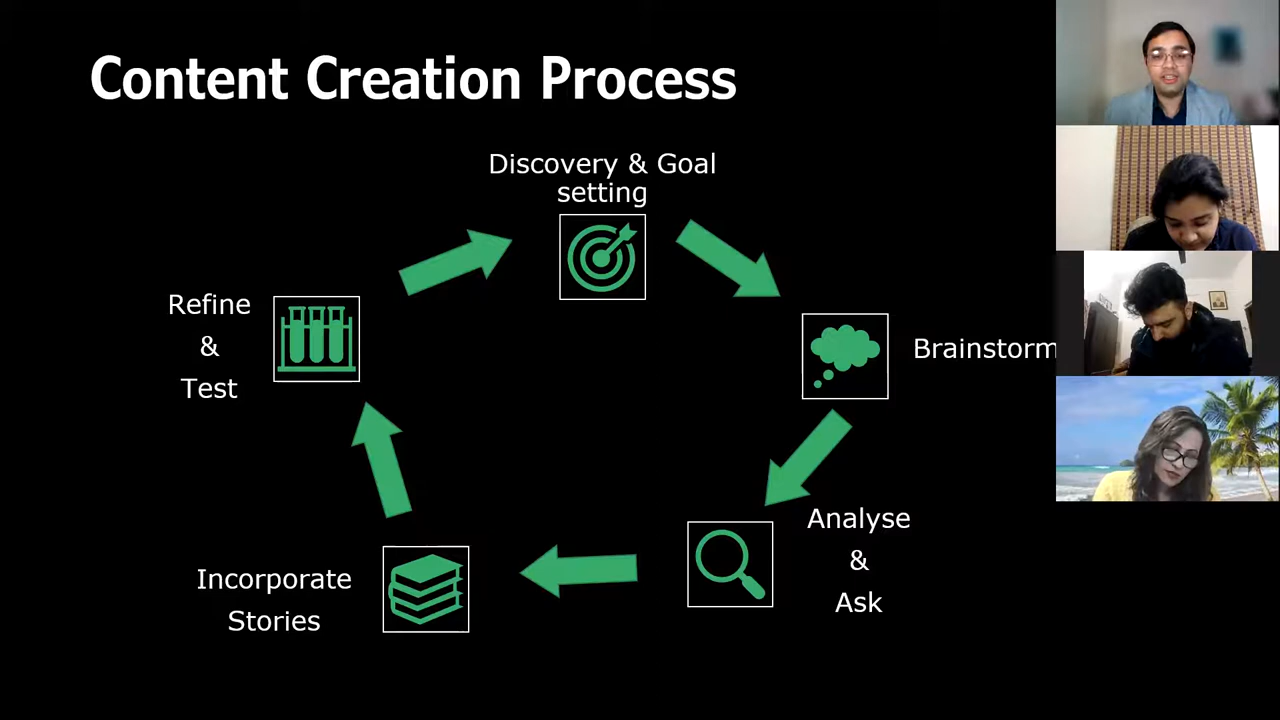 Content Creation Process
Discovery & Goal
setting
Brainstorm
Analyse
&
Ask
Incorporate
Stories
Refine
&
Test